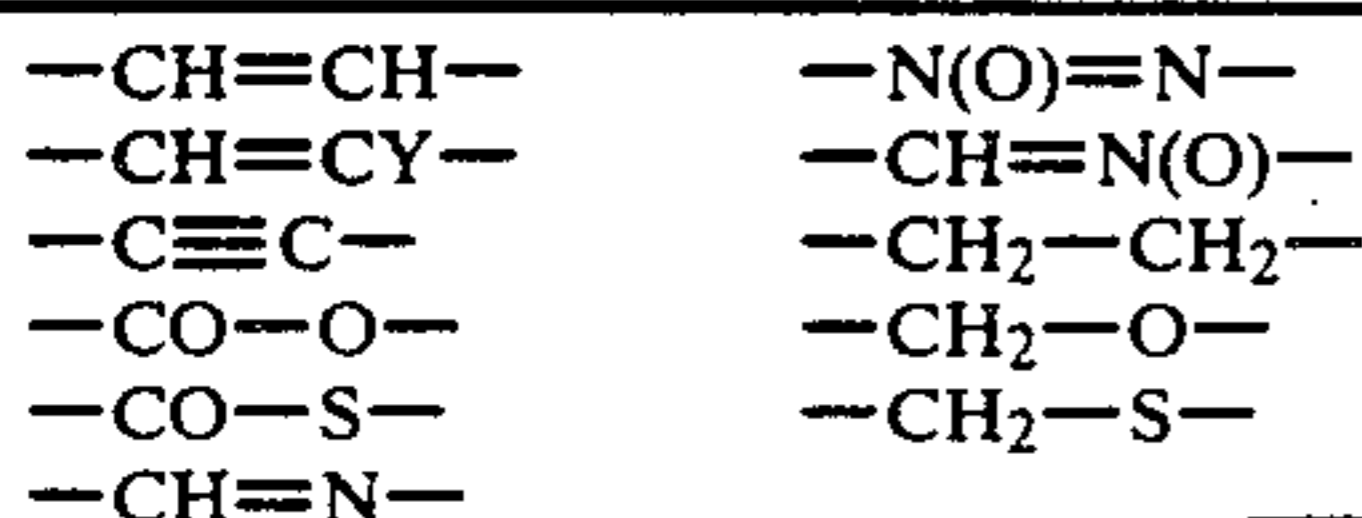 —CH=CH— —N(O)=N—
—CH=CY— —CH=N(O)—
—C≡C— —CH₂—CH₂—
—CO—O— —CH₂—O—
—CO—S— —CH₂—S—
—CH=N—